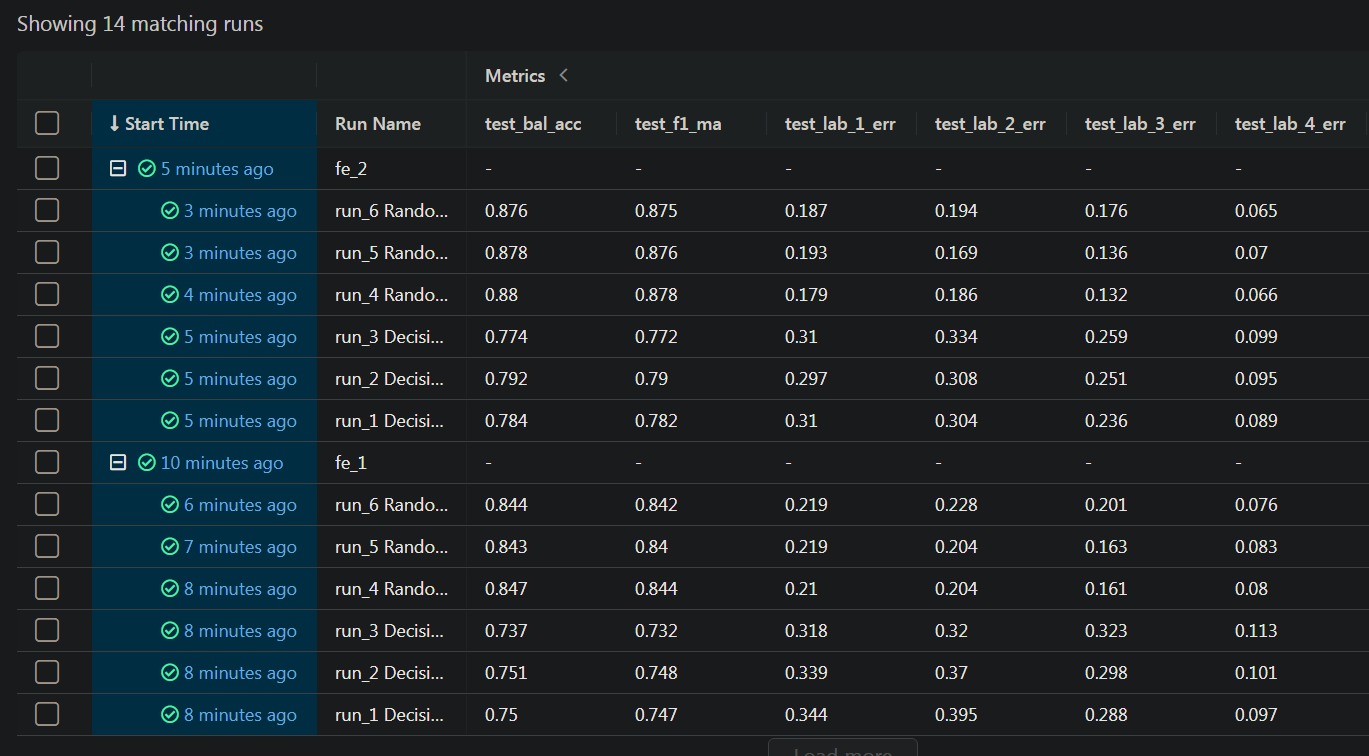 Showing 14 matching runs
Metrics
Start Time Run Name test_bal_acc test_f1_ma test_lab_1_err test_lab_2_err test_lab_3_err test_lab_4_err
5 minutes ago fe_2 - - - - - -
3 minutes ago run_6 Rando... 0.876 0.875 0.187 0.194 0.176 0.065
3 minutes ago run_5 Rando... 0.878 0.876 0.193 0.169 0.136 0.07
4 minutes ago run_4 Rando... 0.88 0.878 0.179 0.186 0.132 0.066
5 minutes ago run_3 Decisi... 0.774 0.772 0.31 0.334 0.259 0.099
5 minutes ago run_2 Decisi... 0.792 0.79 0.297 0.308 0.251 0.095
5 minutes ago run_1 Decisi... 0.784 0.782 0.31 0.304 0.236 0.089
10 minutes ago fe_1 - - - - - -
6 minutes ago run_6 Rando... 0.844 0.842 0.219 0.228 0.201 0.076
7 minutes ago run_5 Rando... 0.843 0.84 0.219 0.204 0.163 0.083
8 minutes ago run_4 Rando... 0.847 0.844 0.21 0.204 0.161 0.08
8 minutes ago run_3 Decisi... 0.737 0.732 0.318 0.32 0.323 0.113
8 minutes ago run_2 Decisi... 0.751 0.748 0.339 0.37 0.298 0.101
8 minutes ago run_1 Decisi... 0.75 0.747 0.344 0.395 0.288 0.097
Load more